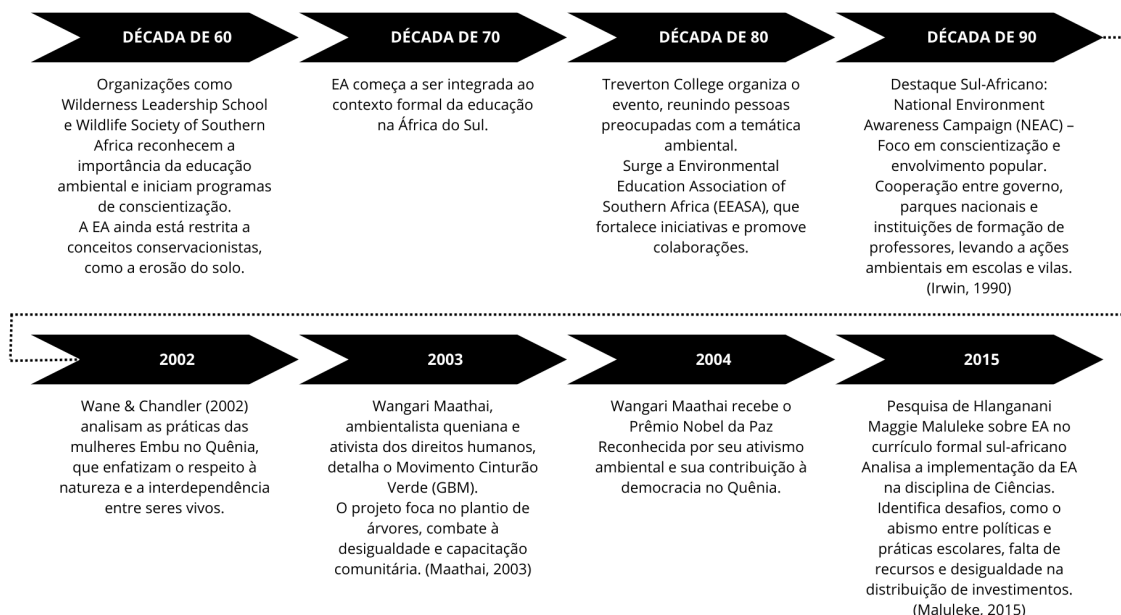 DÉCADA DE 60
Organizações como
Wilderness Leadership School
e Wildlife Society of Southern
Africa reconhecem a
importância da educação
ambiental e iniciam programas
de conscientização.
A EA ainda está restrita a
conceitos conservacionistas,
como a erosão do solo.
DÉCADA DE 70
EA começa a ser integrada ao
contexto formal da educação
na África do Sul.
DÉCADA DE 80
Treverton College organiza o
evento, reunindo pessoas
preocupadas com a temática
ambiental.
Surge a Environmental
Education Association of
Southern Africa (EEASA), que
fortalece iniciativas e promove
colaborações.
DÉCADA DE 90
Destaque Sul-Africano:
National Environment
Awareness Campaign (NEAC) –
Foco em conscientização e
envolvimento popular.
Cooperação entre governo,
parques nacionais e
instituições de formação de
professores, levando a ações
ambientais em escolas e vilas.
(Irwin, 1990)
2002
Wane & Chandler (2002)
analisam as práticas das
mulheres Embu no Quênia,
que enfatizam o respeito à
natureza e a interdependência
entre seres vivos.
2003
Wangari Maathai,
ambientalista queniana e
ativista dos direitos humanos,
detalha o Movimento Cinturão
Verde (GBM).
O projeto foca no plantio de
árvores, combate à
desigualdade e capacitação
comunitária. (Maathai, 2003)
2004
Wangari Maathai recebe o
Prêmio Nobel da Paz
Reconhecida por seu ativismo
ambiental e sua contribuição à
democracia no Quênia.
2015
Pesquisa de Hlanganani
Maggie Maluleke sobre EA no
currículo formal sul-africano
Analisa a implementação da EA
na disciplina de Ciências.
Identifica desafios, como o
abismo entre políticas e
práticas escolares, falta de
recursos e desigualdade na
distribuição de investimentos.
(Maluleke, 2015)